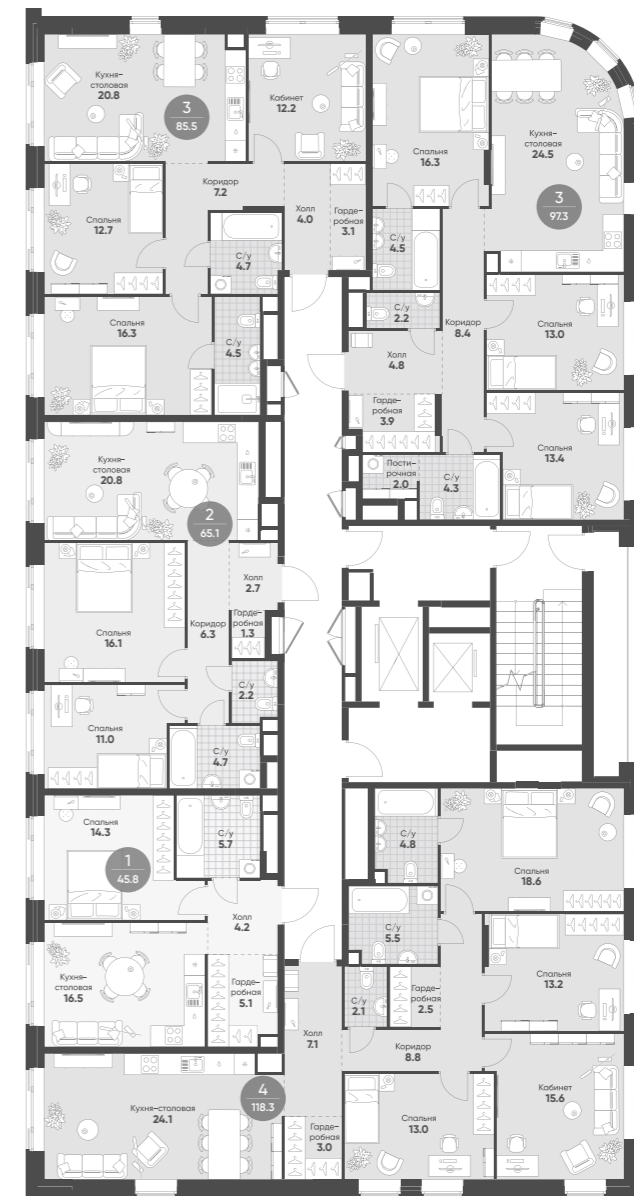 Кухня–
столовая
20.8
3
85.5
Кабинет
12.2
Спальня
16.3
Кухня–
столовая
24.5
3
97.3
Коридор
7.2
Холл
4.0
Гарде–
робная
3.1
Спальня
12.7
С/у
4.7
С/у
4.5
С/у
2.2
Коридор
8.4
Спальня
13.0
Спальня
16.3
С/у
4.5
Холл
4.8
Гарде–
робная
3.9
Спальня
13.4
Кухня–
столовая
20.8
2
65.1
Пости–
рочная
2.0
С/у
4.3
Холл
2.7
Спальня
16.1
Коридор
6.3
Гарде–
робная
1.3
С/у
2.2
Спальня
11.0
С/у
4.7
Спальня
14.3
1
45.8
С/у
5.7
С/у
4.8
Спальня
18.6
Холл
4.2
С/у
5.5
Кухня–
столовая
16.5
Гарде–
робная
5.1
Спальня
13.2
С/у
2.1
Гарде–
робная
2.5
Холл
7.1
Коридор
8.8
4
118.3
Кухня–столовая
24.1
Гарде–
робная
3.0
Спальня
13.0
Кабинет
15.6